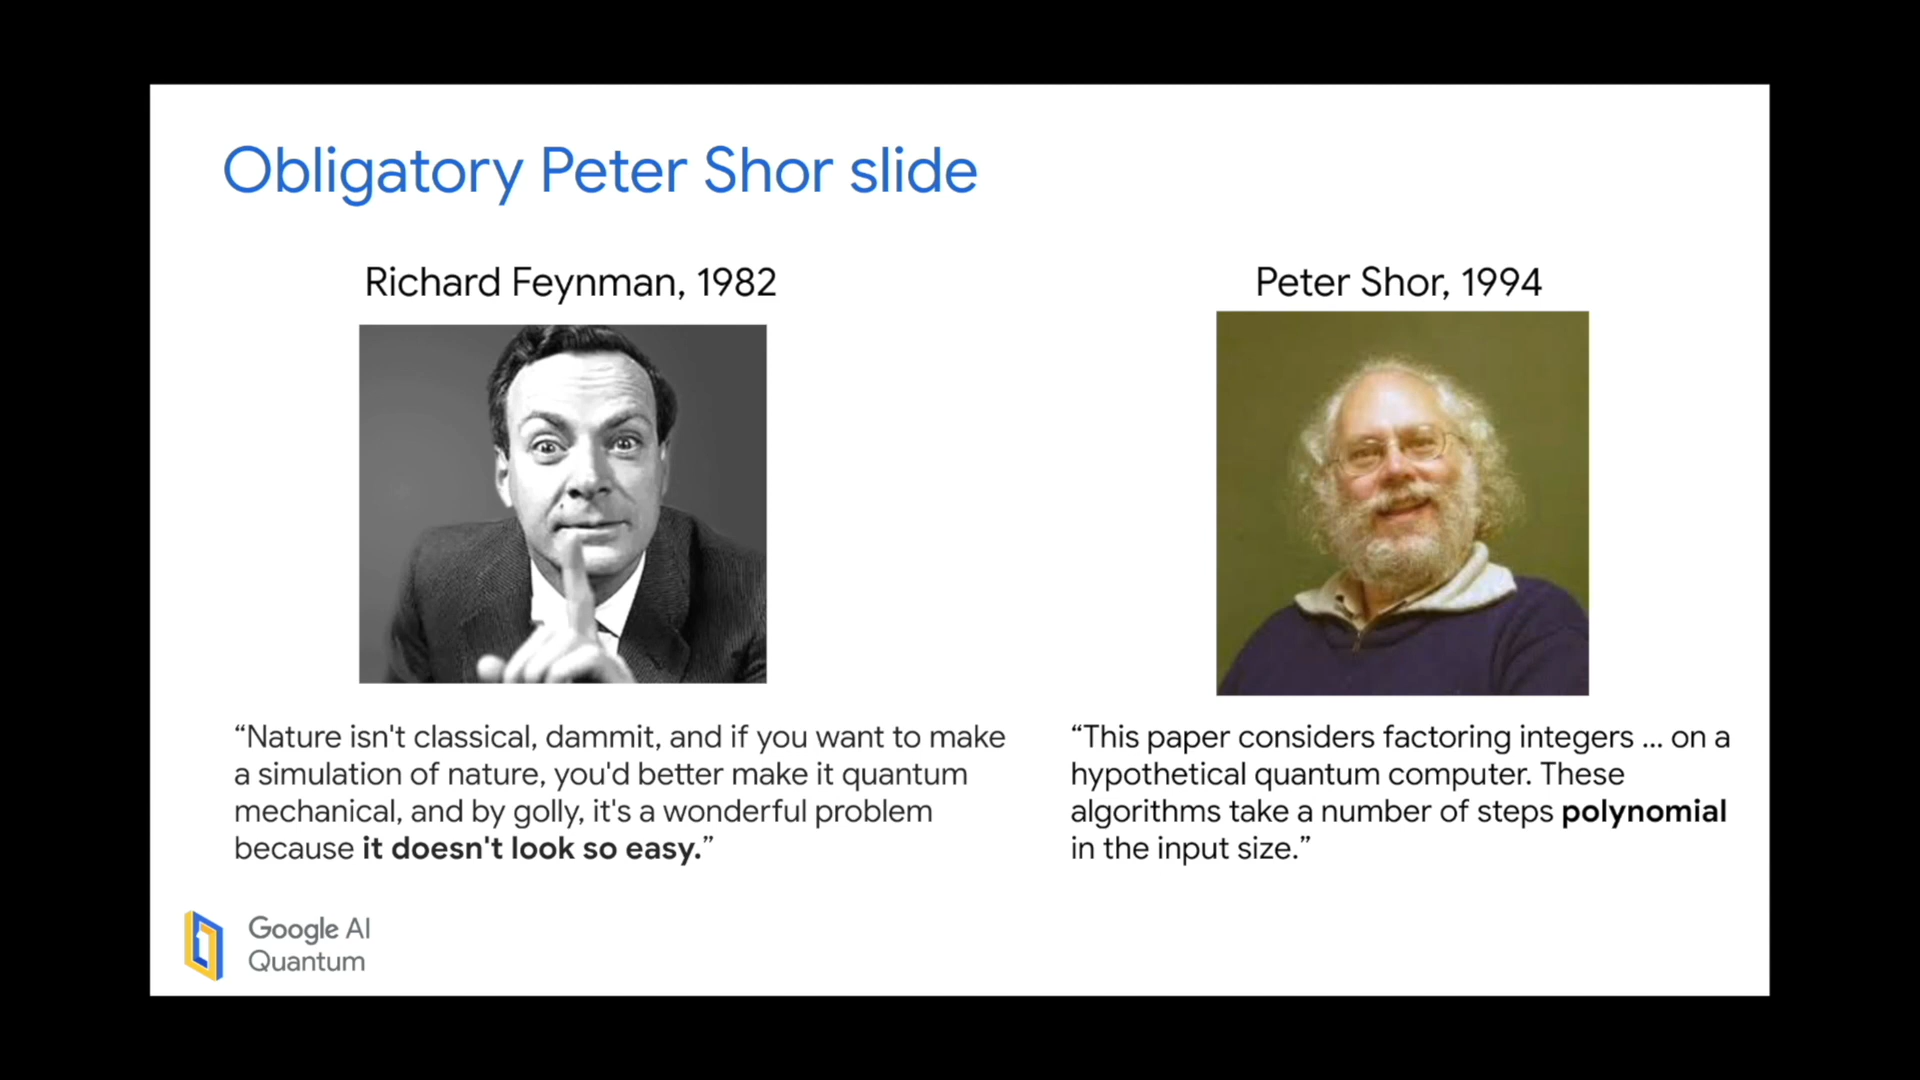 Obligatory Peter Shor slide
Richard Feynman, 1982
“Nature isn't classical, dammit, and if you want to make
a simulation of nature, you'd better make it quantum
mechanical, and by golly, it's a wonderful problem
because it doesn't look so easy.”
Peter Shor, 1994
“This paper considers factoring integers ... on a
hypothetical quantum computer. These
algorithms take a number of steps polynomial
in the input size.”
Google AI
Quantum